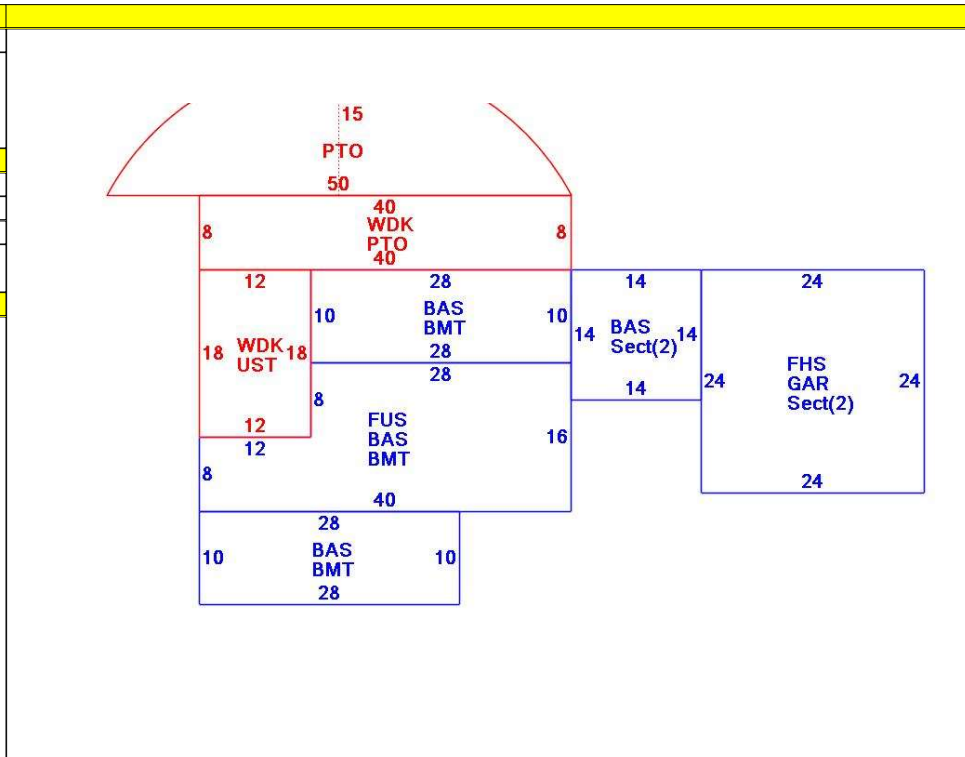 15
PTO
50
40
8 WDK 8
PTO
40
12 28 14 24
10 BAS 10
BMT
14 BAS 14
Sect(2)
18 WDK 18
UST
28
28
FHS
GAR
Sect(2)
24 24
14
8
FUS
BAS
BMT
16
12
12
8
24
40
28
10 BAS 10
BMT
28